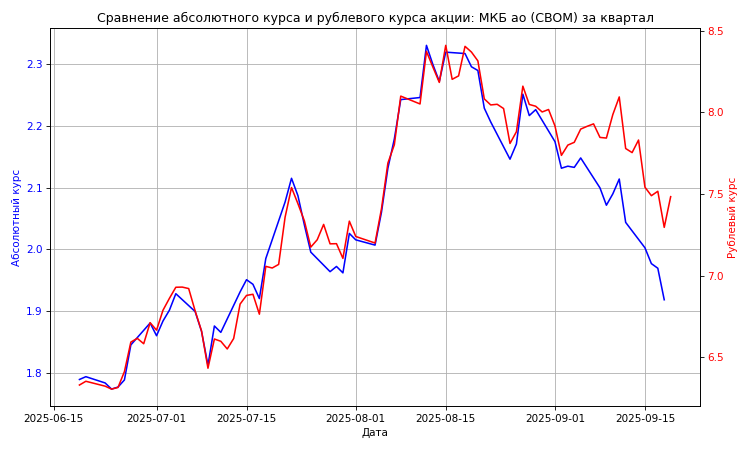 Сравнение абсолютного курса и рублевого курса акции: МКБ ао (CBOM) за квартал
Абсолютный курс
2.3
2.2
2.1
2.0
1.9
1.8
8.5
8.0
7.5
7.0
6.5
Рублевый курс
2025-06-15 2025-07-01 2025-07-15 2025-08-01 2025-08-15 2025-09-01 2025-09-15
Дата